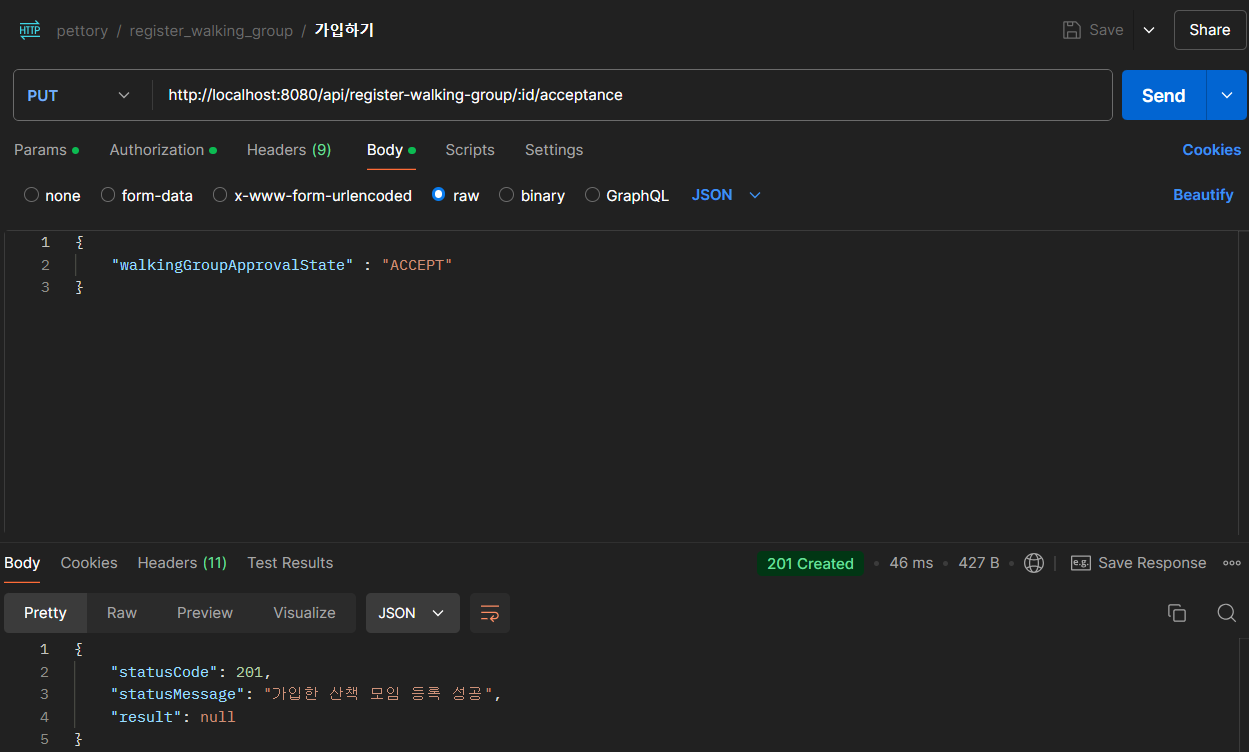 HTTP pettory / register_walking_group / 가입하기 Save Share
PUT http://localhost:8080/api/register-walking-group/:id/acceptance Send
Params Authorization Headers (9) Body Scripts Settings Cookies
none form-data x-www-form-urlencoded raw binary GraphQL JSON Beautify
1 {
2 "walkingGroupApprovalState" : "ACCEPT"
3 }
Body Cookies Headers (11) Test Results 201 Created 46 ms 427 B e.g. Save Response
Pretty Raw Preview Visualize JSON
1 {
2 "statusCode": 201,
3 "statusMessage": "가입한 산책 모임 등록 성공",
4 "result": null
5 }